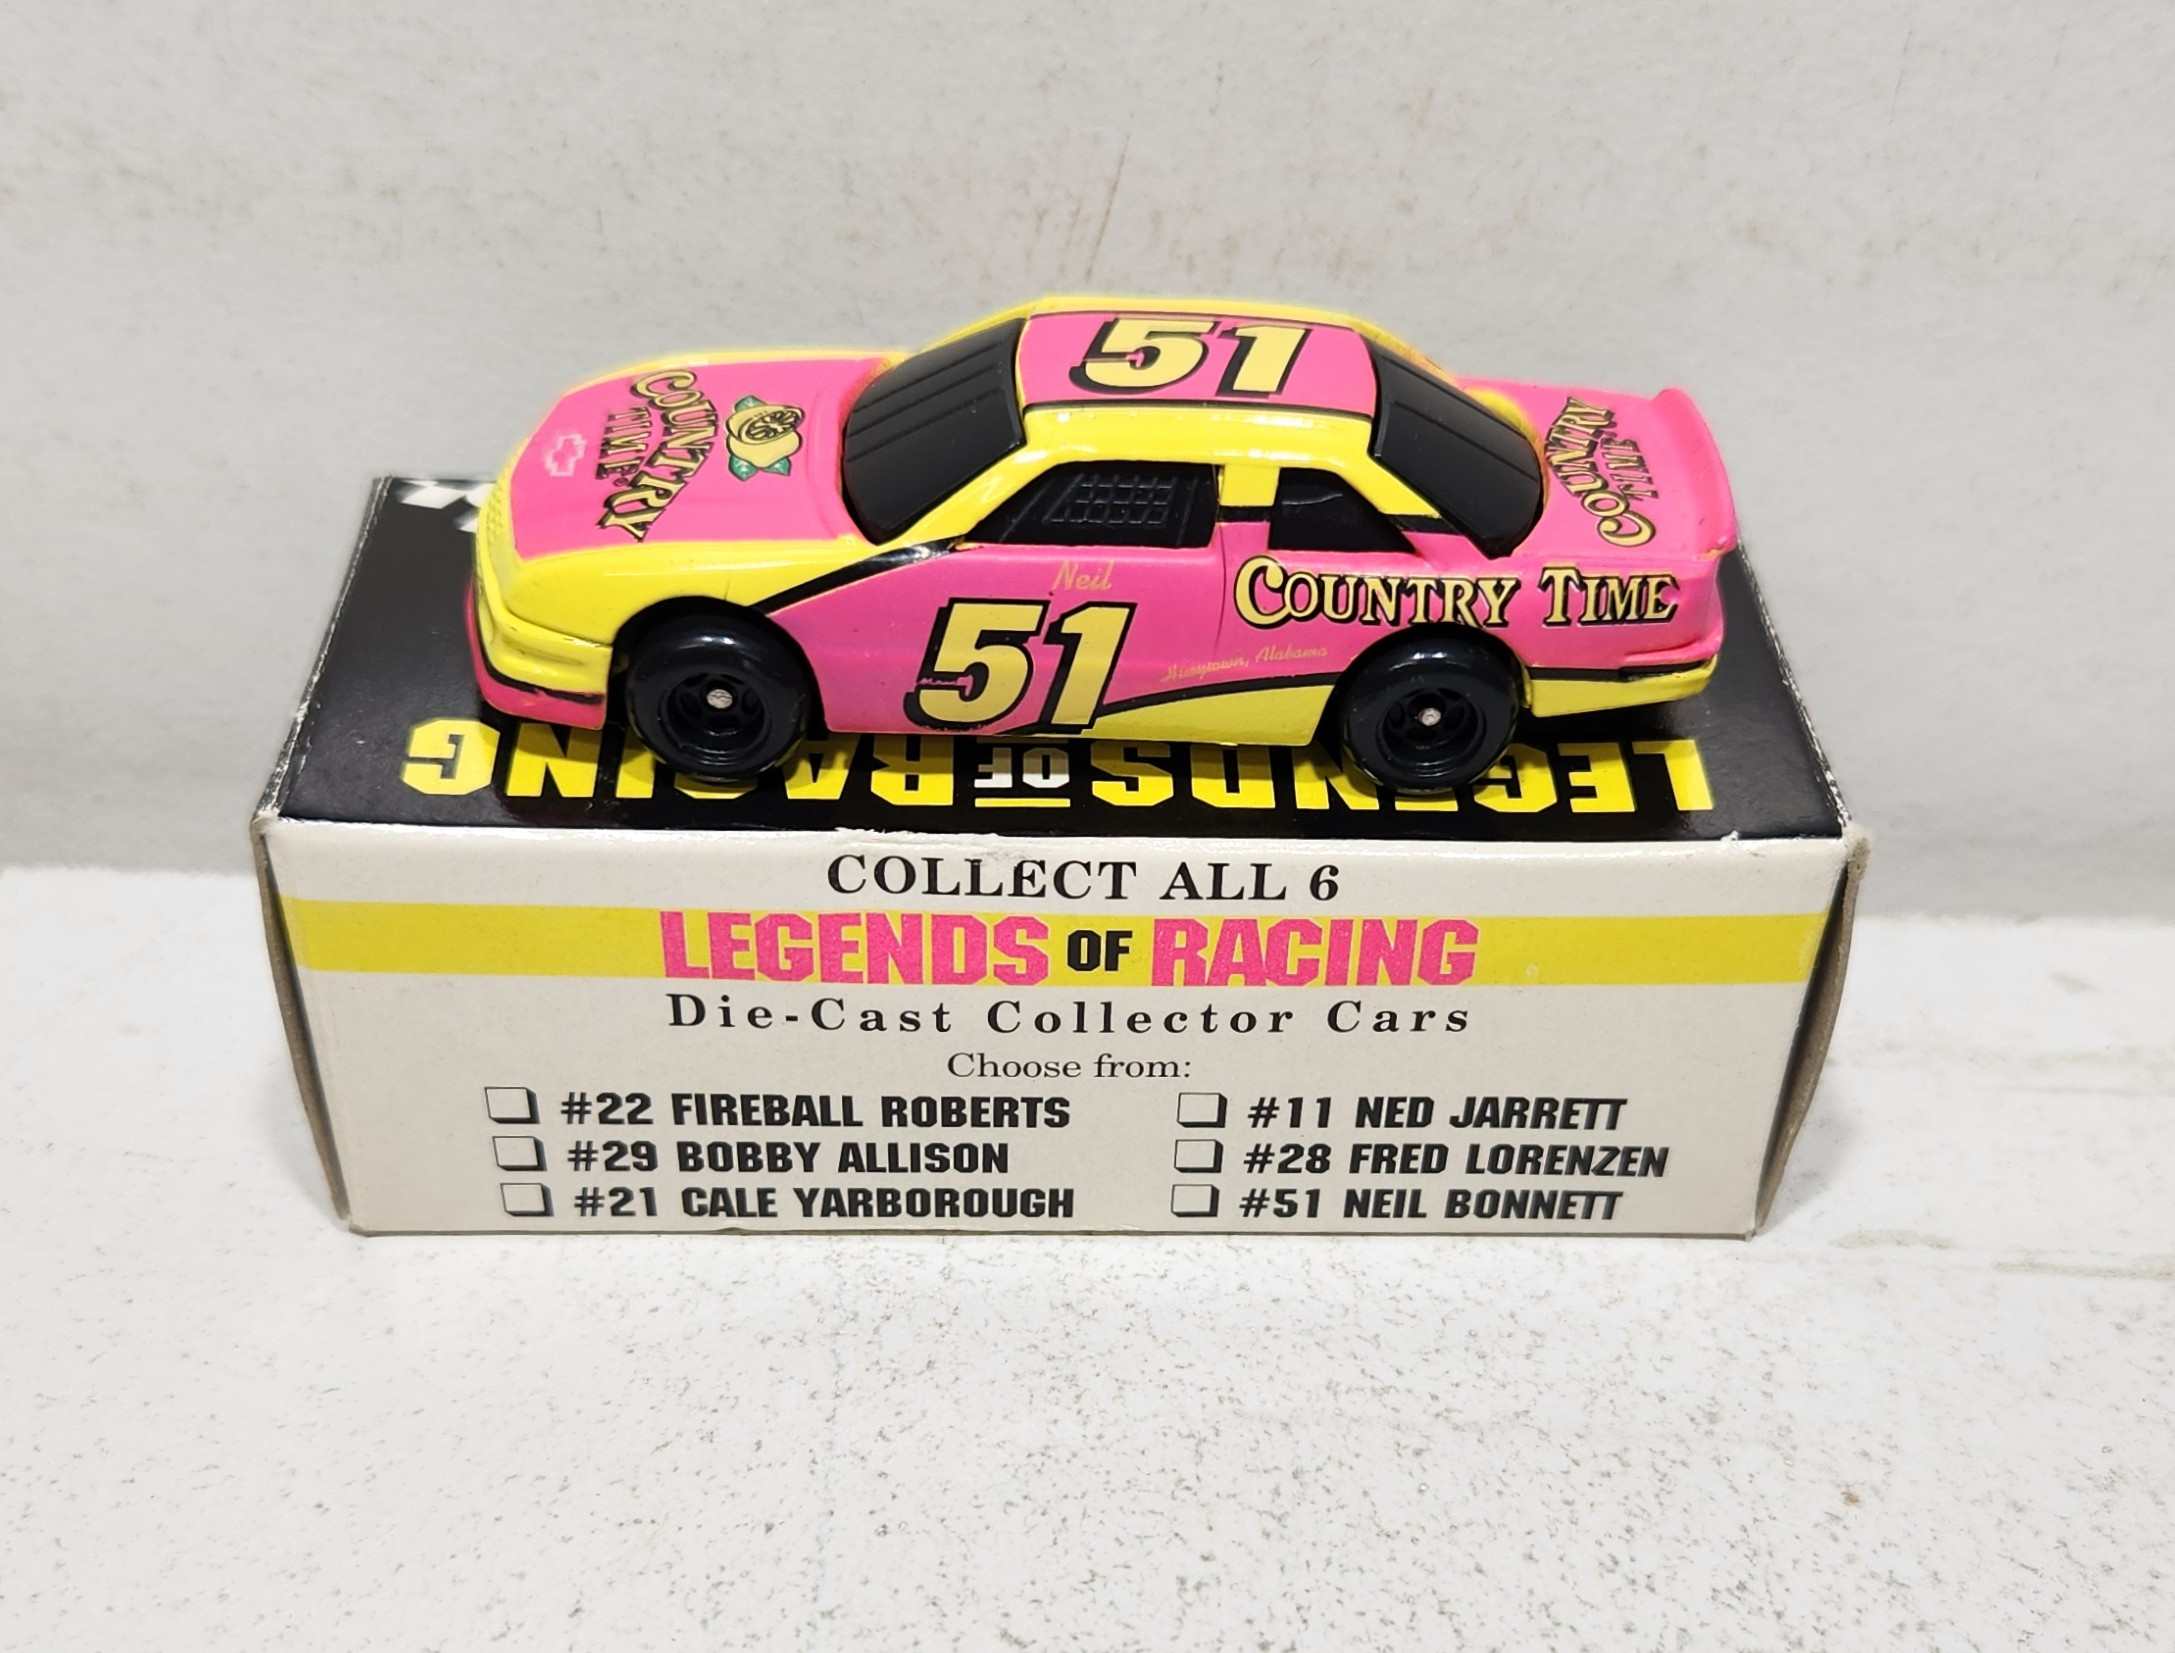 51
COUNTRY
TIME
COUNTRY
TIME
Neil
51
COUNTRY TIME
Hueytown, Alabama
LEGENDS OF RACING
COLLECT ALL 6
LEGENDS OF RACING
Die-Cast Collector Cars
Choose from:
#22 FIREBALL ROBERTS
#29 BOBBY ALLISON
#21 CALE YARBOROUGH
#11 NED JARRETT
#28 FRED LORENZEN
#51 NEIL BONNETT